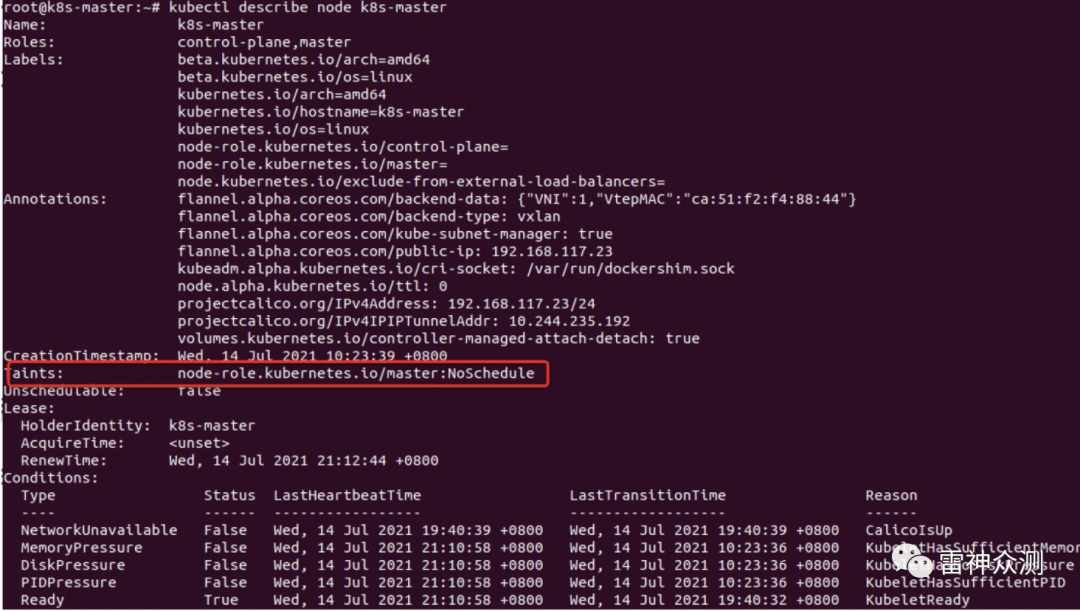 root@k8s-master:~# kubectl describe node k8s-master
Name: k8s-master
Roles: control-plane,master
Labels: beta.kubernetes.io/arch=amd64
beta.kubernetes.io/os=linux
kubernetes.io/arch=amd64
kubernetes.io/hostname=k8s-master
kubernetes.io/os=linux
node-role.kubernetes.io/control-plane=
node-role.kubernetes.io/master=
node.kubernetes.io/exclude-from-external-load-balancers=
Annotations: flannel.alpha.coreos.com/backend-data: {"VNI":1,"VtepMAC":"ca:51:f2:f4:88:44"}
flannel.alpha.coreos.com/backend-type: vxlan
flannel.alpha.coreos.com/kube-subnet-manager: true
flannel.alpha.coreos.com/public-ip: 192.168.117.23
kubeadm.alpha.kubernetes.io/cri-socket: /var/run/dockershim.sock
node.alpha.kubernetes.io/ttl: 0
projectcalico.org/IPv4Address: 192.168.117.23/24
projectcalico.org/IPv4IPIPTunnelAddr: 10.244.235.192
volumes.kubernetes.io/controller-managed-attach-detach: true
CreationTimestamp: Wed, 14 Jul 2021 10:23:39 +0800
Taints: node-role.kubernetes.io/master:NoSchedule
Unschedulable: false
Lease:
HolderIdentity: k8s-master
AcquireTime: <unset>
RenewTime: Wed, 14 Jul 2021 21:12:44 +0800
Conditions:
Type Status LastHeartbeatTime LastTransitionTime Reason
---- ------ ----------------- ------------------ ------
NetworkUnavailable False Wed, 14 Jul 2021 19:40:39 +0800 Wed, 14 Jul 2021 19:40:39 +0800 CalicoIsUp
MemoryPressure False Wed, 14 Jul 2021 21:10:58 +0800 Wed, 14 Jul 2021 10:23:36 +0800 KubeletHasSufficientMemor
DiskPressure False Wed, 14 Jul 2021 21:10:58 +0800 Wed, 14 Jul 2021 10:23:36 +0800
PIDPressure False Wed, 14 Jul 2021 21:10:58 +0800 Wed, 14 Jul 2021 10:23:36 +0800 KubeletHasSufficientPID
Ready True Wed, 14 Jul 2021 21:10:58 +0800 Wed, 14 Jul 2021 19:40:32 +0800 KubeletReady
雷神众测